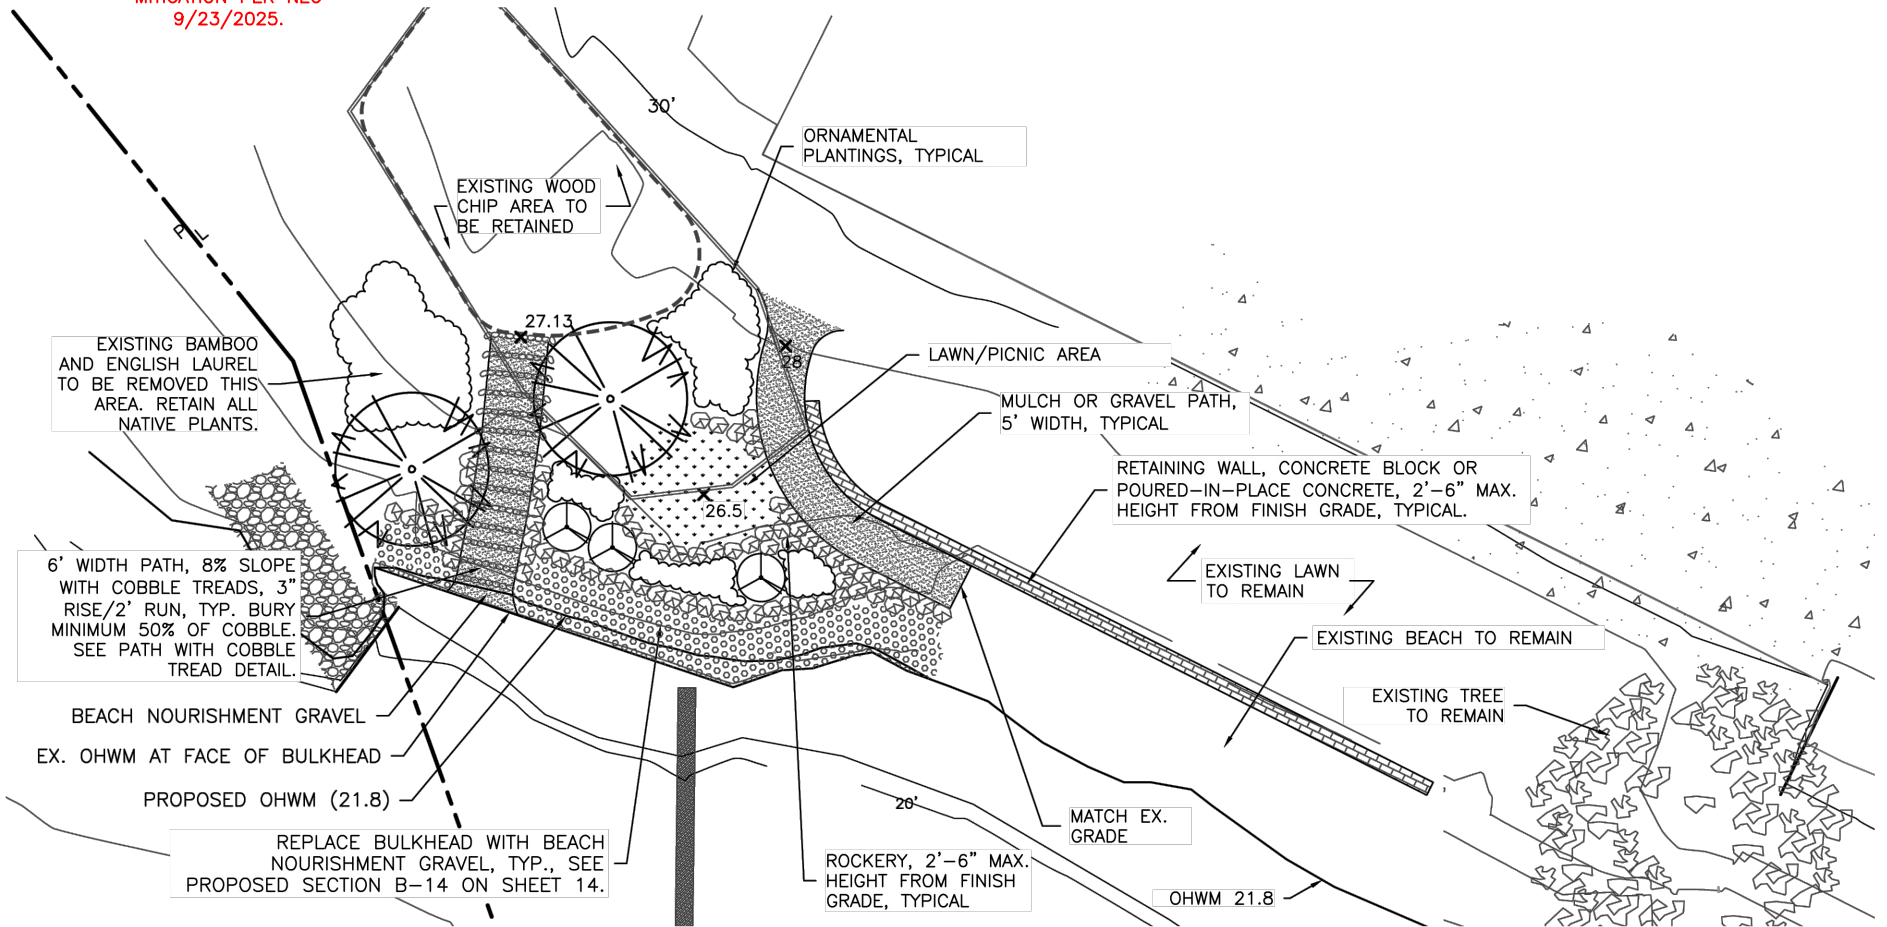 MITIGATION PER NEG
9/23/2025.
30'
ORNAMENTAL
PLANTINGS, TYPICAL
EXISTING WOOD
CHIP AREA TO
BE RETAINED
P L
27.13
28
EXISTING BAMBOO
AND ENGLISH LAUREL
TO BE REMOVED THIS
AREA. RETAIN ALL
NATIVE PLANTS.
LAWN/PICNIC AREA
MULCH OR GRAVEL PATH,
5' WIDTH, TYPICAL
RETAINING WALL, CONCRETE BLOCK OR
POURED-IN-PLACE CONCRETE, 2'-6" MAX.
HEIGHT FROM FINISH GRADE, TYPICAL.
26.5
6' WIDTH PATH, 8% SLOPE
WITH COBBLE TREADS, 3"
RISE/2' RUN, TYP. BURY
MINIMUM 50% OF COBBLE.
SEE PATH WITH COBBLE
TREAD DETAIL.
EXISTING LAWN
TO REMAIN
EXISTING BEACH TO REMAIN
EXISTING TREE
TO REMAIN
BEACH NOURISHMENT GRAVEL
EX. OHWM AT FACE OF BULKHEAD
PROPOSED OHWM (21.8)
REPLACE BULKHEAD WITH BEACH
NOURISHMENT GRAVEL, TYP., SEE
PROPOSED SECTION B-14 ON SHEET 14.
20'
MATCH EX.
GRADE
ROCKERY, 2'-6" MAX.
HEIGHT FROM FINISH
GRADE, TYPICAL
OHWM 21.8